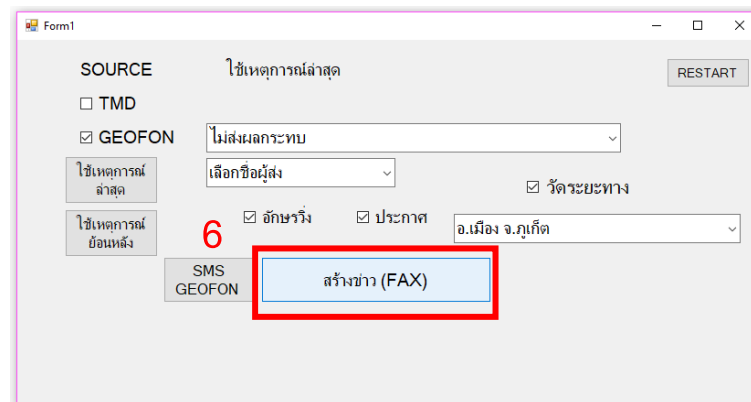 Form1
SOURCE
ใช้เหตุการณ์ล่าสุด
RESTART
TMD
GEOFON
ไม่ส่งผลกระทบ
ใช้เหตุการณ์
ล่าสุด
เลือกชื่อผู้ส่ง
วัดระยะทาง
ใช้เหตุการณ์
ย้อนหลัง
อักษรวิ่ง
ประกาศ
อ.เมือง จ.ภูเก็ต
6
SMS
GEOFON
สร้างข่าว (FAX)